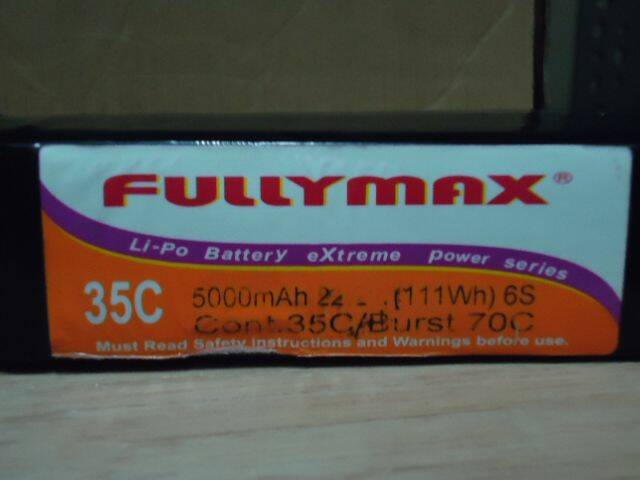 FULLYMAX®
Li-Po Battery eXtreme power series
35C
5000mAh (111Wh) 6S
Cont.35C/Burst 70C
Must Read Safety instructions and Warnings before use.